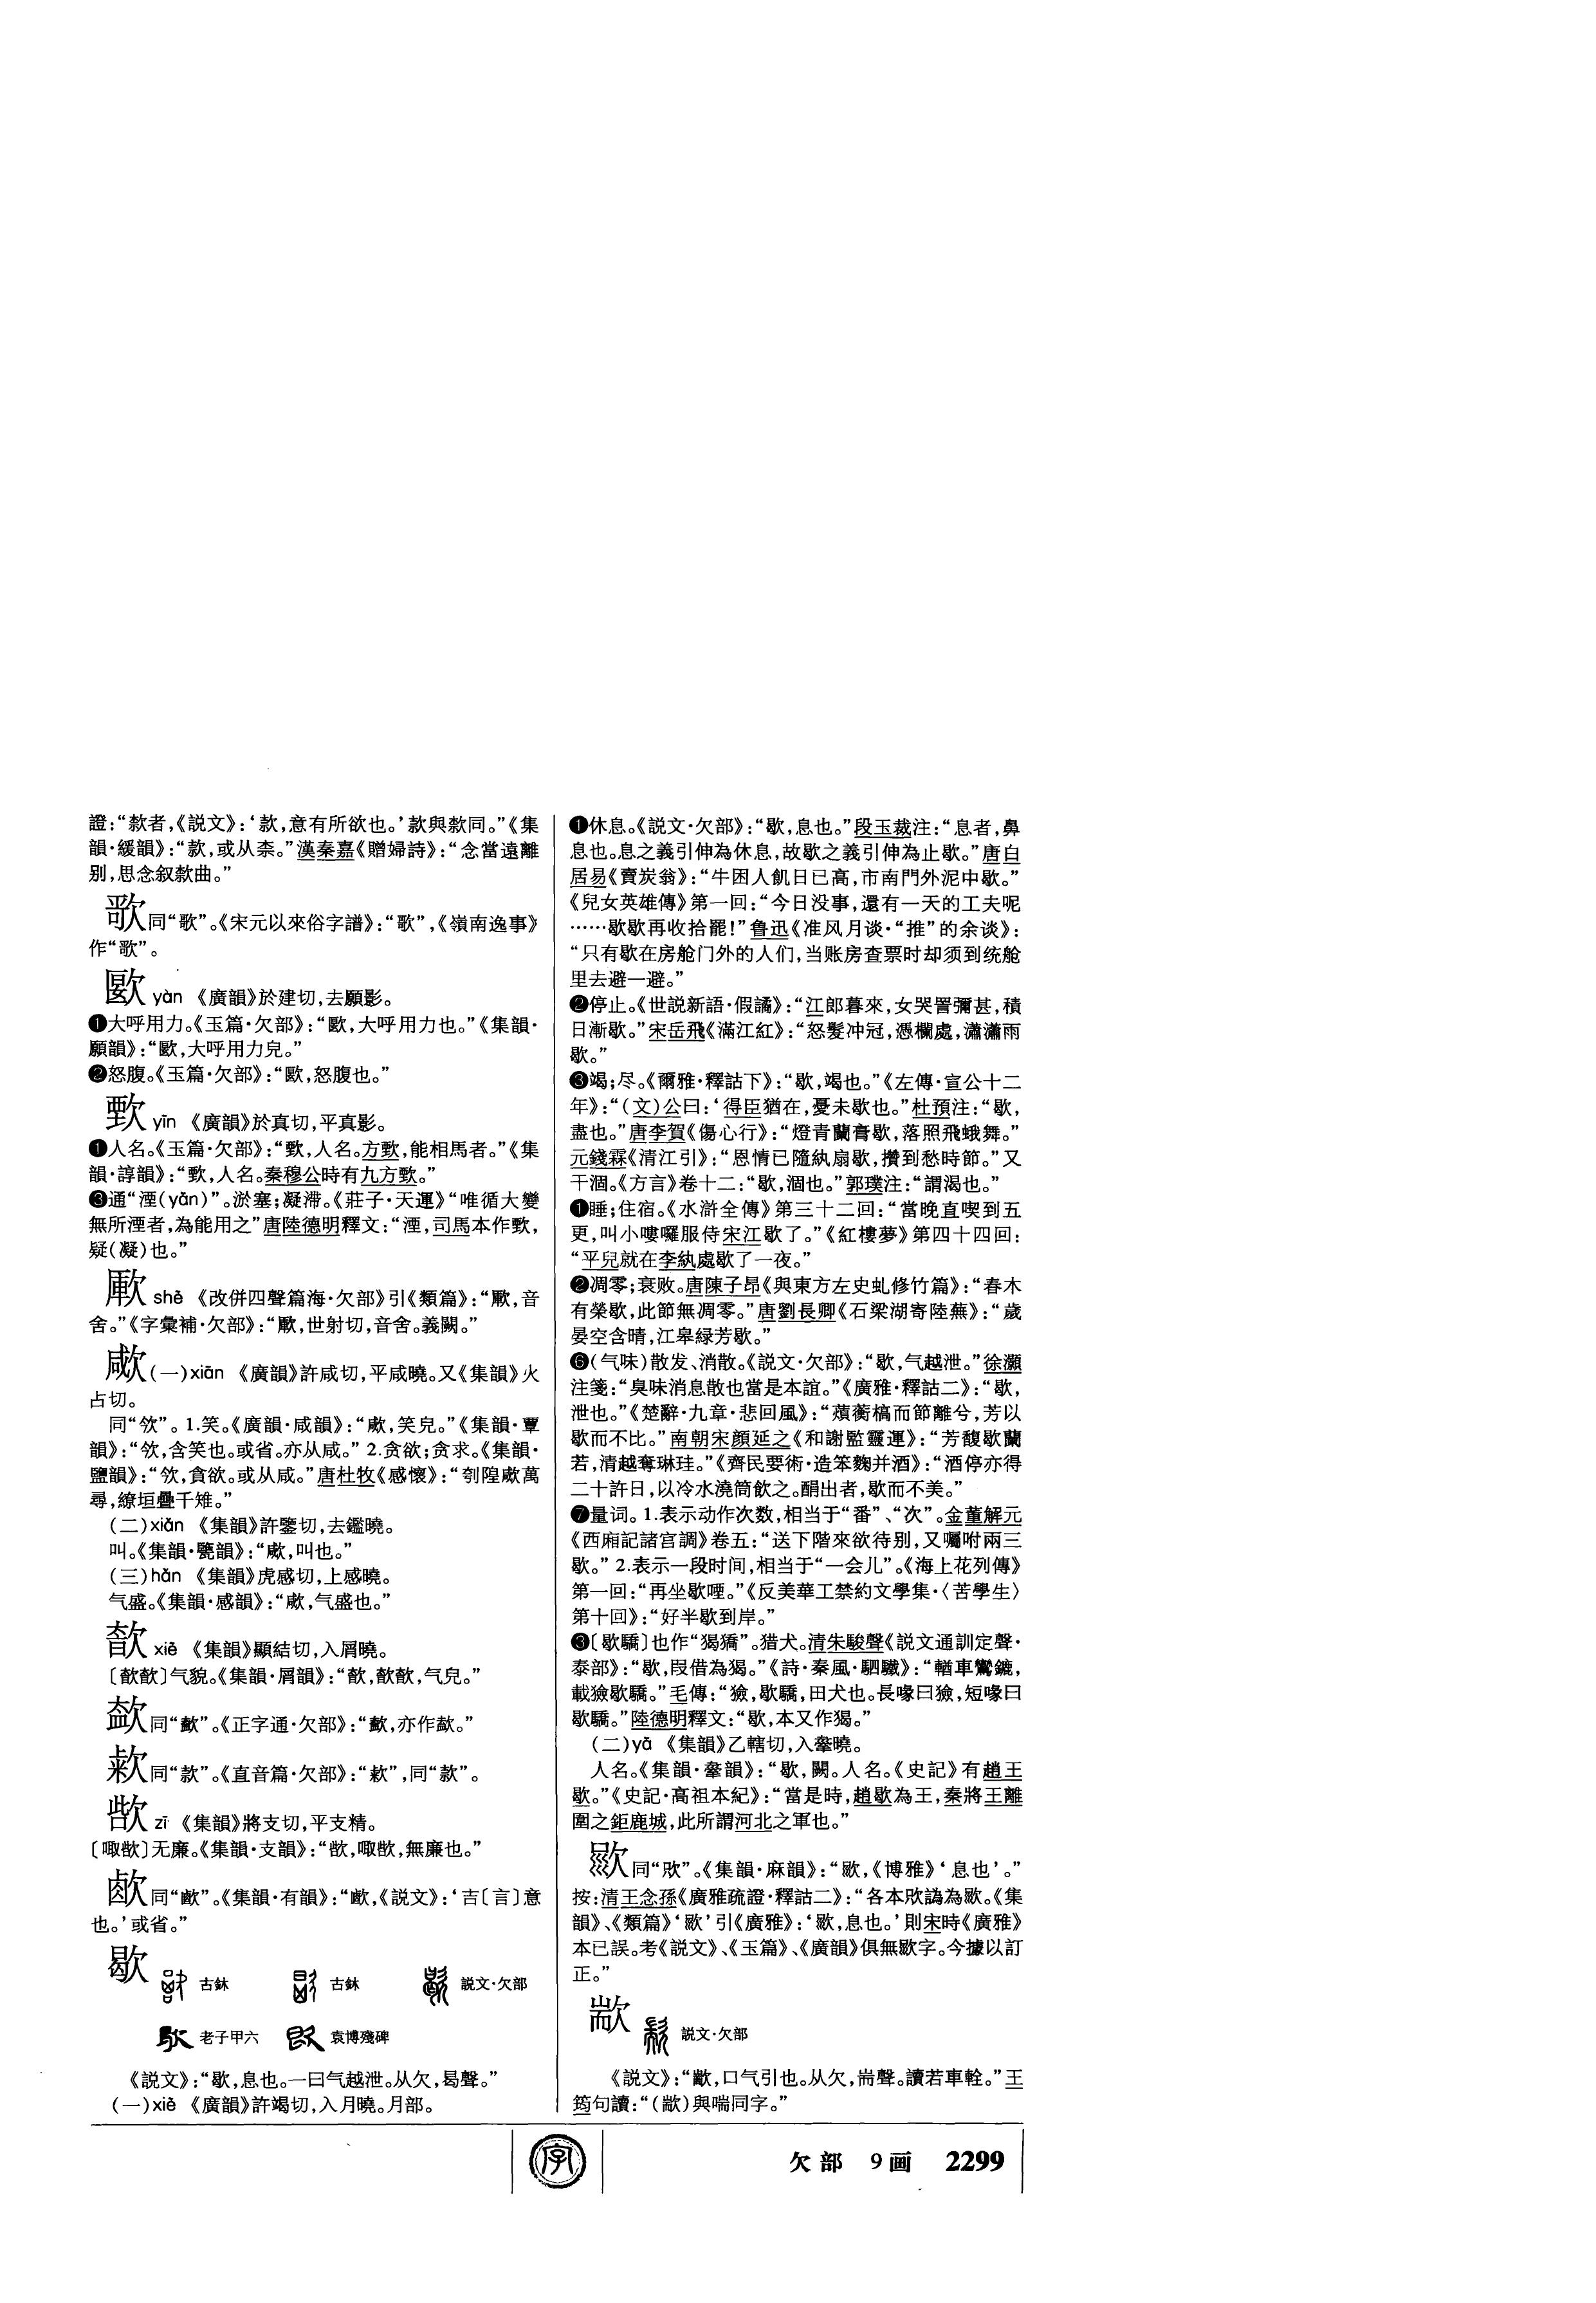 證：“欵者，《説文》：‘款，意有所欲也。’款與欵同。”《集
韻·緩韻》：“款，或从柰。”漢秦嘉《贈婦詩》：“念當遠離
别，思念叙欵曲。”
同“歌”。《宋元以來俗字譜》：“歌”，《嶺南逸事》
作“歌”。
yàn 《廣韻》於建切，去願影。
❶大呼用力。《玉篇·欠部》：“，大呼用力也。”《集韻·
願韻》：“，大呼用力皃。”
❷怒腹。《玉篇·欠部》：“，怒腹也。”
歅 yīn 《廣韻》於真切，平真影。
❶人名。《玉篇·欠部》：“歅，人名。方歅，能相馬者。”《集
韻·諄韻》：“歅，人名。秦穆公時有九方歅。”
❸通“湮(yān)”。淤塞；凝滯。《莊子·天運》“唯循大變
無所湮者，為能用之”唐陸德明釋文：“湮，司馬本作歅，
疑(凝)也。”
shè 《改併四聲篇海·欠部》引《類篇》：“，音
舍。”《字彙補·欠部》：“，世射切，音舍。義闕。”
歞(一)xiān 《廣韻》許咸切，平咸曉。又《集韻》火
占切。
同“欦”。1.笑。《廣韻·咸韻》：“，笑皃。”《集韻·覃
韻》：“欦，含笑也。或省。亦从咸。” 2.贪欲；贪求。《集韻·
鹽韻》：“欦，貪欲。或从咸。”唐杜牧《感懷》：“刳隍萬
尋，繚垣疊千雉。”
(二)xiǎn 《集韻》許鑒切，去鑑曉。
叫。《集韻·㽉韻》：“，叫也。”
(三)hǎn 《集韻》虎感切，上感曉。
气盛。《集韻·感韻》：“，气盛也。”
xiě 《集韻》顯結切，入屑曉。
〔〕气貌。《集韻·屑韻》：“，，气皃。”
同“歃”。《正字通·欠部》：“，亦作。”
同“款”。《直音篇·欠部》：“”，同“款”。
zī 《集韻》將支切，平支精。
〔㖡〕无廉。《集韻·支韻》：“，㖡，無廉也。”
同“”。《集韻·有韻》：“，《説文》：‘吉〔言〕意
也。’或省。”
歇 古鉥 古鉥 説文·欠部
老子甲六 袁博殘碑
《説文》：“歇，息也。一曰气越泄。从欠，曷聲。”
(一)xiē 《廣韻》許竭切，入月曉。月部。
❶休息。《説文·欠部》：“歇，息也。”段玉裁注：“息者，鼻
息也。息之義引伸為休息，故歇之義引伸為止歇。”唐白
居易《賣炭翁》：“牛困人飢日已高，市南門外泥中歇。”
《兒女英雄傳》第一回：“今日没事，還有一天的工夫呢
……歇歇再收拾罷！”鲁迅《准风月谈·“推”的余谈》：
“只有歇在房舱门外的人们，当账房查票时却须到统舱
里去避一避。”
❷停止。《世説新語·假譎》：“江郎暮來，女哭詈彌甚，積
日漸歇。”宋岳飛《滿江紅》：“怒髮冲冠，憑欄處，瀟瀟雨
歇。”
❸竭；尽。《爾雅·釋詁下》：“歇，竭也。”《左傳·宣公十二
年》：“(文)公曰：‘得臣猶在，憂未歇也。”杜預注：“歇，
盡也。”唐李賀《傷心行》：“燈青蘭膏歇，落照飛蛾舞。”
元錢霖《清江引》：“恩情已隨紈扇歇，攢到愁時節。”又
干涸。《方言》卷十二：“歇，涸也。”郭璞注：“謂渴也。”
❶睡；住宿。《水滸全傳》第三十二回：“當晚直喫到五
更，叫小嘍囉服侍宋江歇了。”《紅樓夢》第四十四回：
“平兒就在李紈處歇了一夜。”
❷凋零；衰败。唐陳子昂《與東方左史虬修竹篇》：“春木
有榮歇，此節無凋零。”唐劉長卿《石梁湖寄陸蕪》：“歲
晏空含晴，江皋緑芳歇。”
❻(气味)散发、消散。《説文·欠部》：“歇，气越泄。”徐灝
注箋：“臭味消息散也當是本誼。”《廣雅·釋詁二》：“歇，
泄也。”《楚辭·九章·悲回風》：“薠蘅槁而節離兮，芳以
歇而不比。”南朝宋顔延之《和謝監靈運》：“芳馥歇蘭
若，清越奪琳珪。”《齊民要術·造笨麴并酒》：“酒停亦得
二十許日，以冷水澆筒飲之。酳出者，歇而不美。”
❼量词。1.表示动作次数，相当于“番”、“次”。金董解元
《西廂記諸宫調》卷五：“送下階來欲待别，又囑咐兩三
歇。” 2.表示一段时间，相当于“一会儿”。《海上花列傳》
第一回：“再坐歇哩。”《反美華工禁約文學集·〈苦學生〉
第十回》：“好半歇到岸。”
❸〔歇驕〕也作“猲獢”。猎犬。清朱駿聲《説文通訓定聲·
泰部》：“歇，叚借為猲。”《詩·秦風·駟驖》：“輶車鸞鑣，
載獫歇驕。”毛傳：“獫，歇驕，田犬也。長喙曰獫，短喙曰
歇驕。”陸德明釋文：“歇，本又作猲。”
(二)yǎ 《集韻》乙轄切，入舝曉。
人名。《集韻·舝韻》：“歇，闕。人名。《史記》有趙王
歇。”《史記·高祖本紀》：“當是時，趙歇為王，秦將王離
圍之鉅鹿城，此所謂河北之軍也。”
同“㰞”。《集韻·麻韻》：“，《博雅》‘息也’。”
按：清王念孫《廣雅疏證·釋詁二》：“各本譌為。《集
韻》、《類篇》‘’引《廣雅》：‘，息也。’則宋時《廣雅》
本已誤。考《説文》、《玉篇》、《廣韻》俱無字。今據以訂
正。”
歂 説文·欠部
《説文》：“歂，口气引也。从欠，耑聲。讀若車輇。”王
筠句讀：“(歂)與喘同字。”
字 欠部 9画 2299